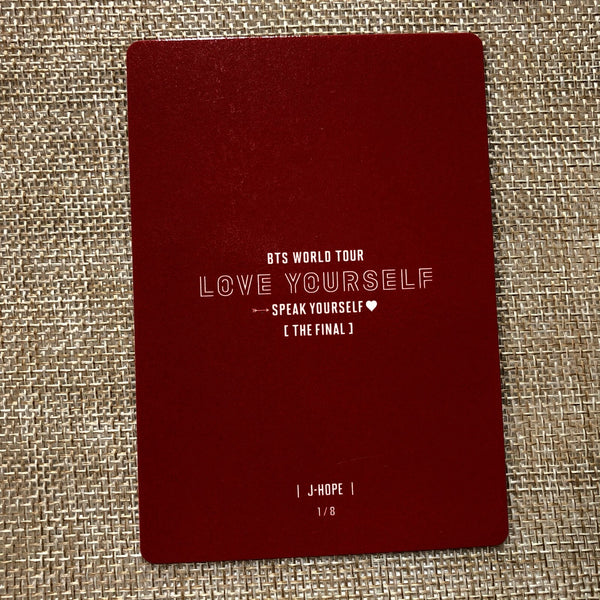 BTS WORLD TOUR
LOVE YOURSELF
SPEAK YOURSELF♥
[ THE FINAL ]
| J-HOPE |
1/8